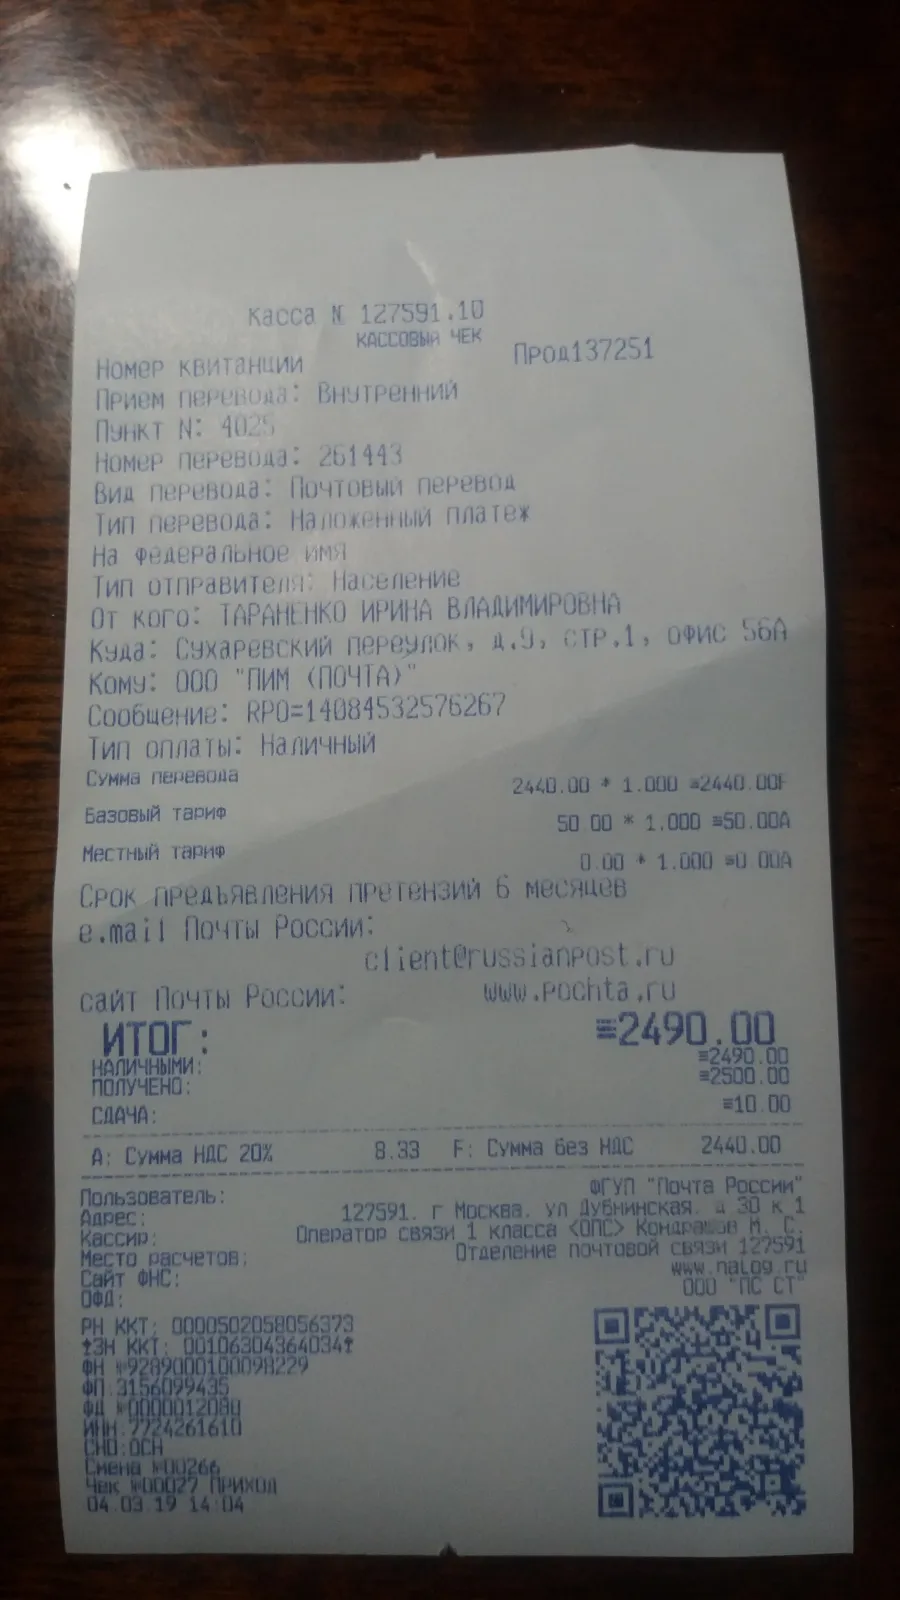 Касса № 127591.10
КАССОВЫЙ ЧЕК
Номер квитанции Прод137251
Прием перевода: Внутренний
Пункт N: 4025
Номер перевода: 261443
Вид перевода: Почтовый перевод
Тип перевода: Наложенный платеж
На федеральное имя
Тип отправителя: Население
От кого: ТАРАНЕНКО ИРИНА ВЛАДИМИРОВНА
Куда: Сухаревский переулок, д.9, СТР.1, ОФИС 56А
Кому: ООО "ПИМ (ПОЧТА)"
Сообщение: RPO=14084532576267
Тип оплаты: Наличный
Сумма перевода 2440.00 * 1.000 ≡2440.00F
Базовый тариф 50.00 * 1.000 ≡50.00А
Местный тариф 0.00 * 1.000 ≡0.00А
Срок предъявления претензий 6 месяцев
e.mail Почты России:
client@russianpost.ru
сайт Почты России: www.pochta.ru
ИТОГ: ≡2490.00
НАЛИЧНЫМИ: ≡2490.00
ПОЛУЧЕНО: ≡2500.00
СДАЧА: ≡10.00
А: Сумма НДС 20% 8.33 F: Сумма без НДС 2440.00
Пользователь: ФГУП "Почта России"
Адрес: 127591. г Москва. ул Дубнинская. д 30 к 1
Кассир: Оператор связи 1 класса <ОПС> Кондрашов М. С.
Место расчетов: Отделение почтовой связи 127591
Сайт ФНС: www.nalog.ru
ОФД: ООО "ПС СТ"
РН ККТ: 0000502058056373
ЗН ККТ: 00106304364034
ФН №9289000100098229
ФП:3156099435
ФД №0000012080
ИНН:7724261610
СНО:ОСН
Смена №00266
Чек №00027 ПРИХОД
04.03.19 14:04